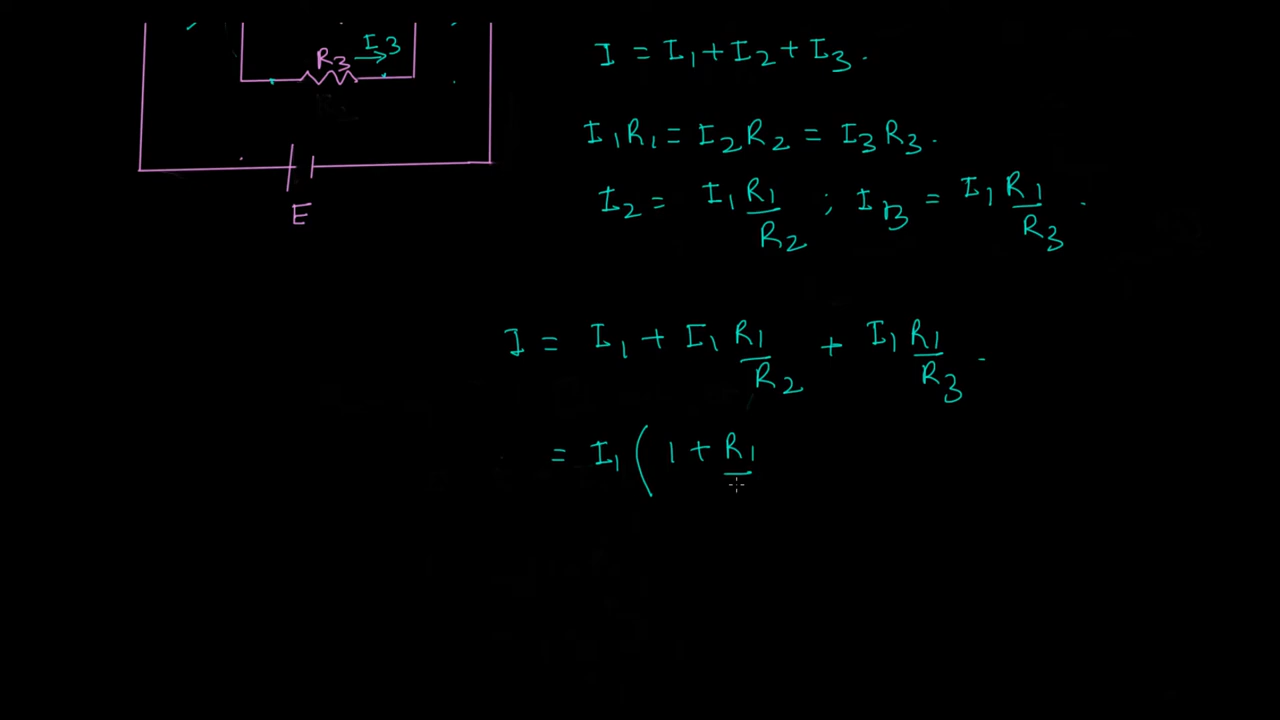 R3 I3
E
I = I1 + I2 + I3 .
I1R1 = I2R2 = I3R3 .
I2 = I1 R1/R2 ; I3 = I1 R1/R3 .
I = I1 + I1 R1/R2 + I1 R1/R3 .
= I1 ( 1 + R1/